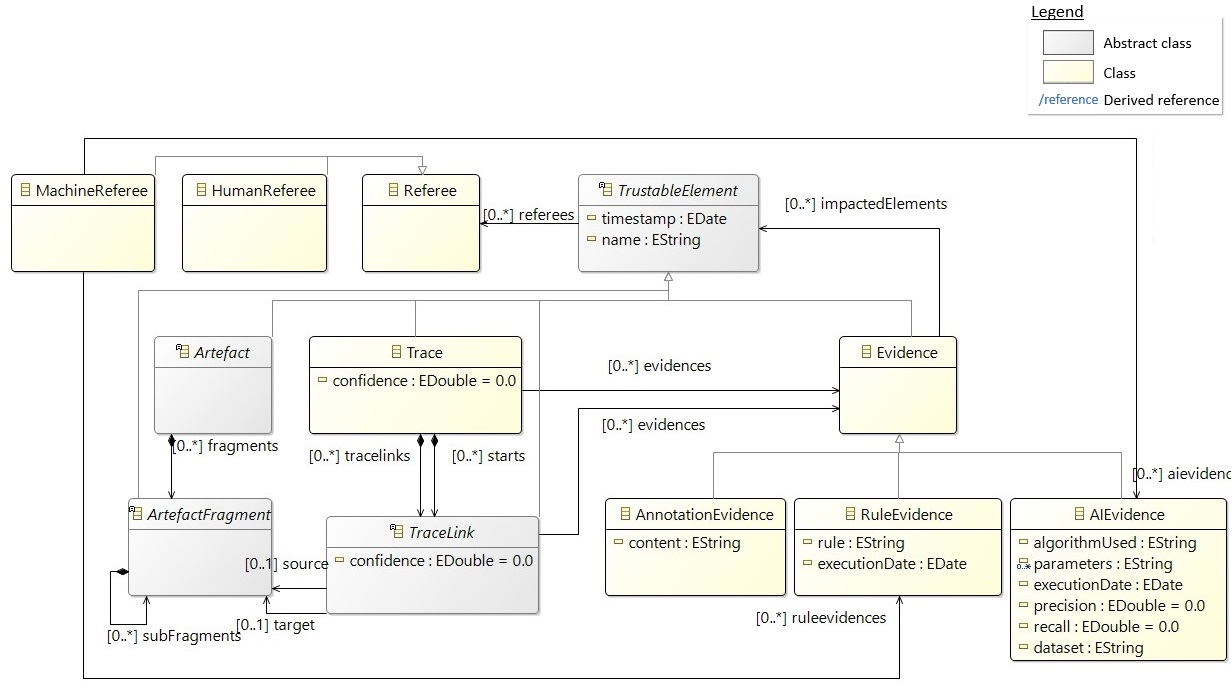 Legend
Abstract class
Class
/reference Derived reference
MachineReferee
HumanReferee
Referee
TrustableElement
timestamp : EDate
name : EString
[0..*] referees
[0..*] impactedElements
Artefact
Trace
confidence : EDouble = 0.0
Evidence
[0..*] evidences
[0..*] evidences
[0..*] fragments
[0..*] tracelinks
[0..*] starts
[0..*] aievidenc
ArtefactFragment
TraceLink
confidence : EDouble = 0.0
[0..1] source
[0..1] target
[0..*] subFragments
AnnotationEvidence
content : EString
RuleEvidence
rule : EString
executionDate : EDate
[0..*] ruleevidences
AIEvidence
algorithmUsed : EString
0..* parameters : EString
executionDate : EDate
precision : EDouble = 0.0
recall : EDouble = 0.0
dataset : EString